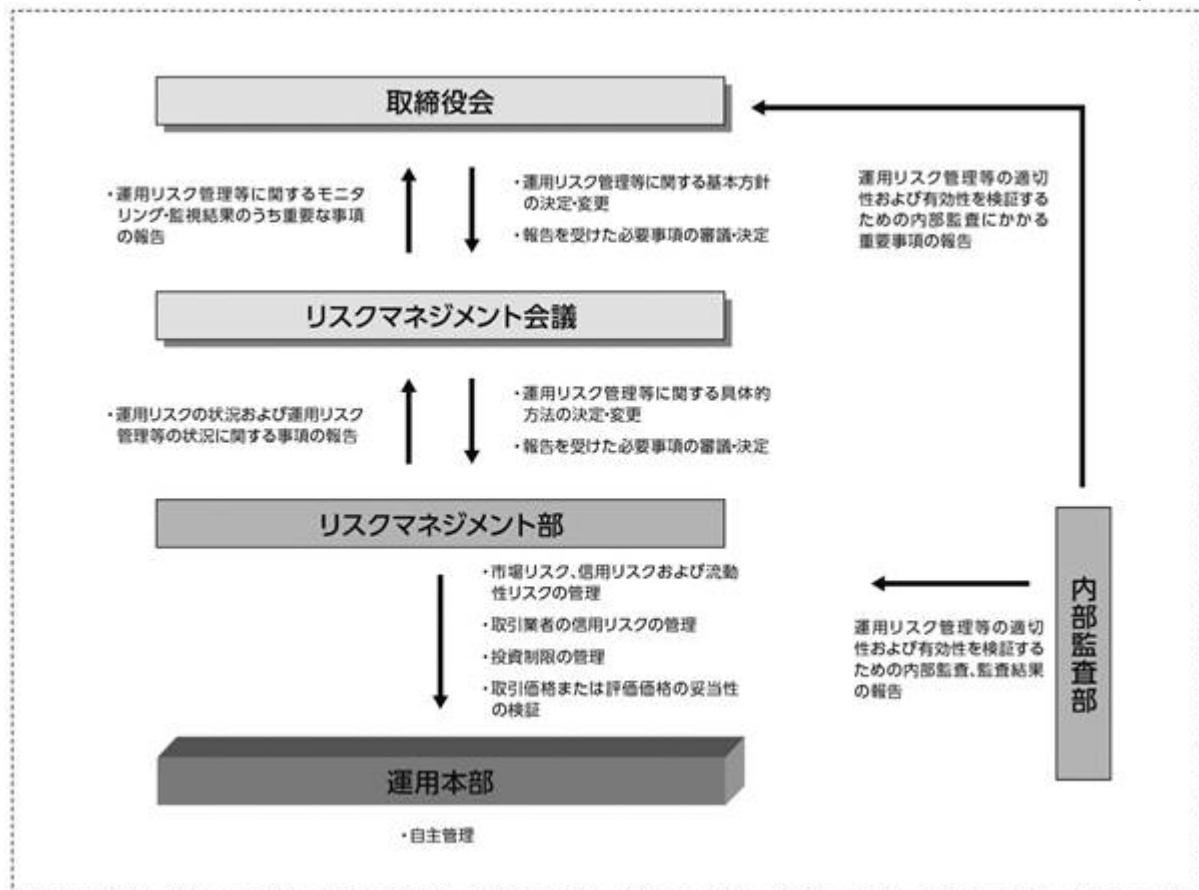 取締役会
・運用リスク管理等に関するモニタ
リング・監視結果のうち重要な事項
の報告
・運用リスク管理等に関する基本方針
の決定・変更
・報告を受けた必要事項の審議・決定
運用リスク管理等の適切
性および有効性を検証す
るための内部監査にかかる
重要事項の報告
リスクマネジメント会議
・運用リスクの状況および運用リスク
管理等の状況に関する事項の報告
・運用リスク管理等に関する具体的
方法の決定・変更
・報告を受けた必要事項の審議・決定
リスクマネジメント部
・市場リスク、信用リスクおよび流動
性リスクの管理
・取引業者の信用リスクの管理
・投資制限の管理
・取引価格または評価価格の妥当性
の検証
運用リスク管理等の適切
性および有効性を検証する
ための内部監査、監査結果
の報告
内部監査部
運用本部
・自主管理